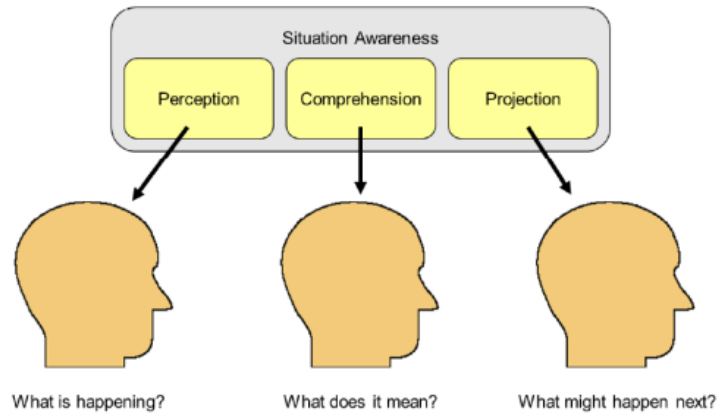 Situation Awareness
Perception Comprehension Projection
What is happening? What does it mean? What might happen next?